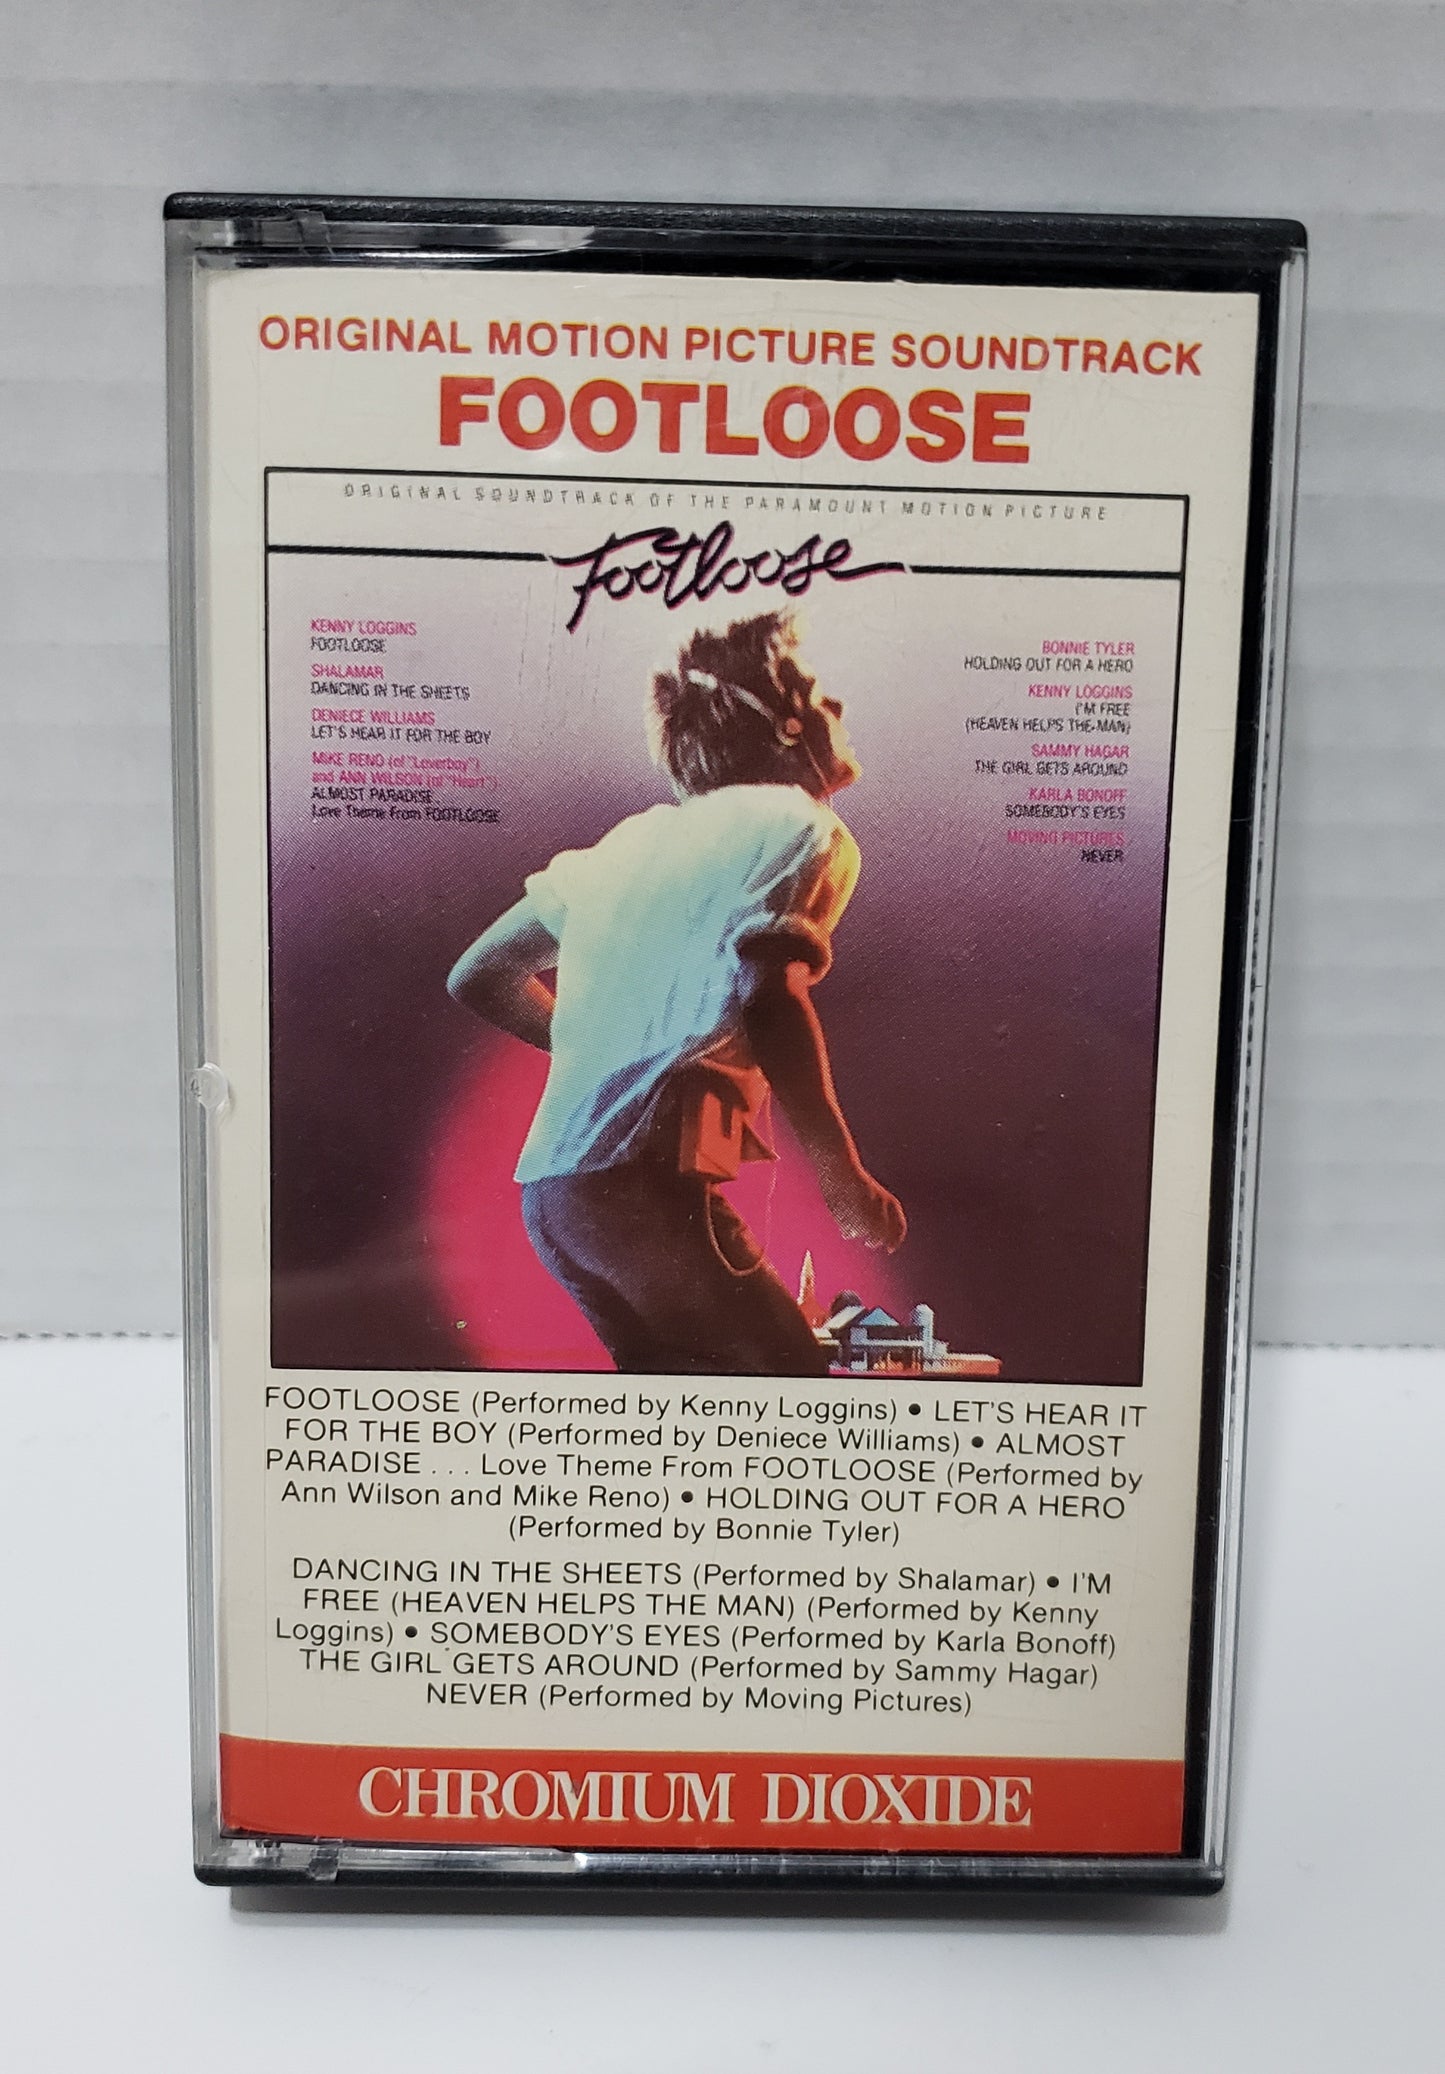 ORIGINAL MOTION PICTURE SOUNDTRACK
FOOTLOOSE
ORIGINAL SOUNDTRACK OF THE PARAMOUNT MOTION PICTURE
Footloose
KENNY LOGGINS
FOOTLOOSE
SHALAMAR
DANCING IN THE SHEETS
DENIECE WILLIAMS
LET'S HEAR IT FOR THE BOY
MIKE RENO (of "Loverboy")
and ANN WILSON (of "Heart")
ALMOST PARADISE
Love Theme From FOOTLOOSE
BONNIE TYLER
HOLDING OUT FOR A HERO
KENNY LOGGINS
I'M FREE
(HEAVEN HELPS THE MAN)
SAMMY HAGAR
THE GIRL GETS AROUND
KARLA BONOFF
SOMEBODY'S EYES
MOVING PICTURES
NEVER
FOOTLOOSE (Performed by Kenny Loggins) • LET'S HEAR IT
FOR THE BOY (Performed by Deniece Williams) • ALMOST
PARADISE . . . Love Theme From FOOTLOOSE (Performed by
Ann Wilson and Mike Reno) • HOLDING OUT FOR A HERO
(Performed by Bonnie Tyler)
DANCING IN THE SHEETS (Performed by Shalamar) • I'M
FREE (HEAVEN HELPS THE MAN) (Performed by Kenny
Loggins) • SOMEBODY'S EYES (Performed by Karla Bonoff)
THE GIRL GETS AROUND (Performed by Sammy Hagar)
NEVER (Performed by Moving Pictures)
CHROMIUM DIOXIDE